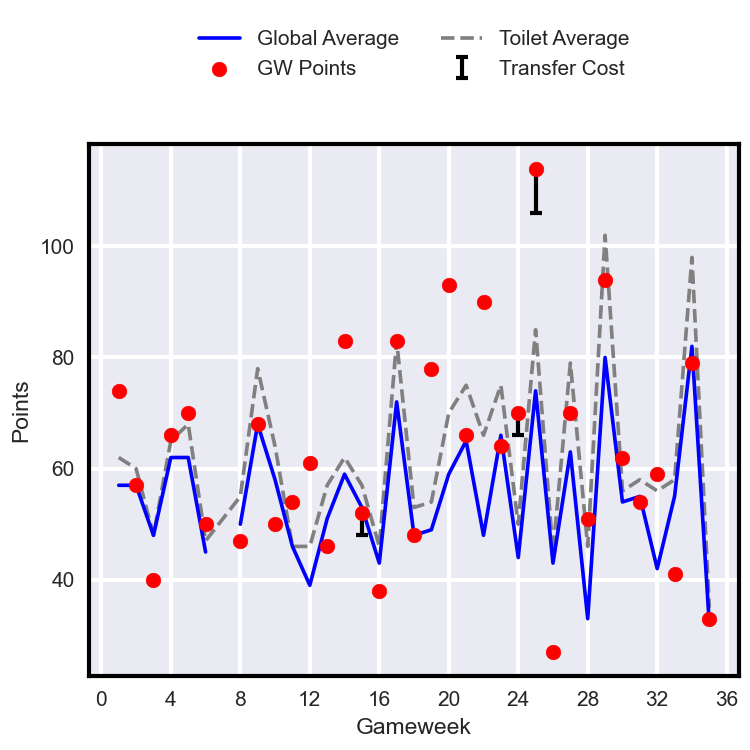 Global Average Toilet Average
GW Points Transfer Cost
100
80
60
40
Points
0 4 8 12 16 20 24 28 32 36
Gameweek